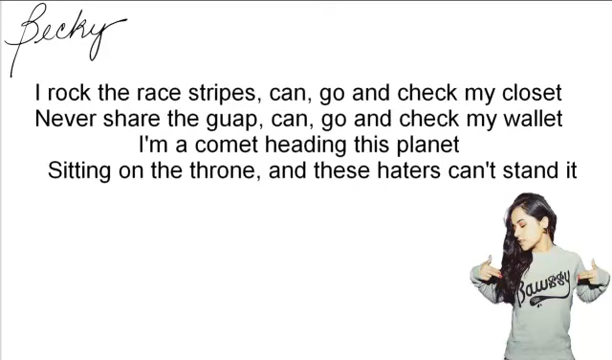 Becky
I rock the race stripes, can, go and check my closet
Never share the guap, can, go and check my wallet
I'm a comet heading this planet
Sitting on the throne, and these haters can't stand it
Bawssy